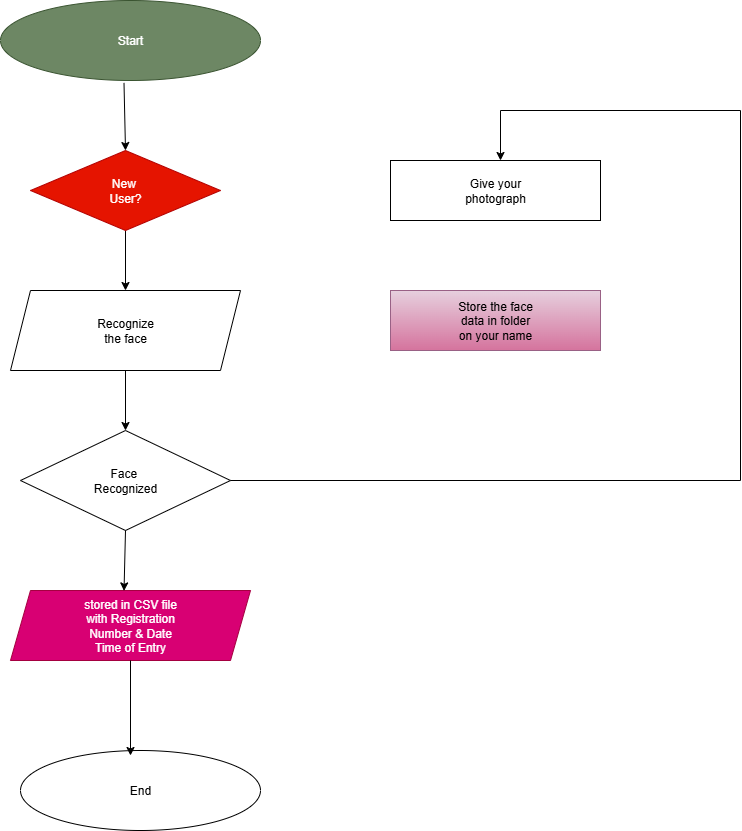 Start
New
User?
Give your
photograph
Recognize
the face
Store the face
data in folder
on your name
Face
Recognized
stored in CSV file
with Registration
Number & Date
Time of Entry
End